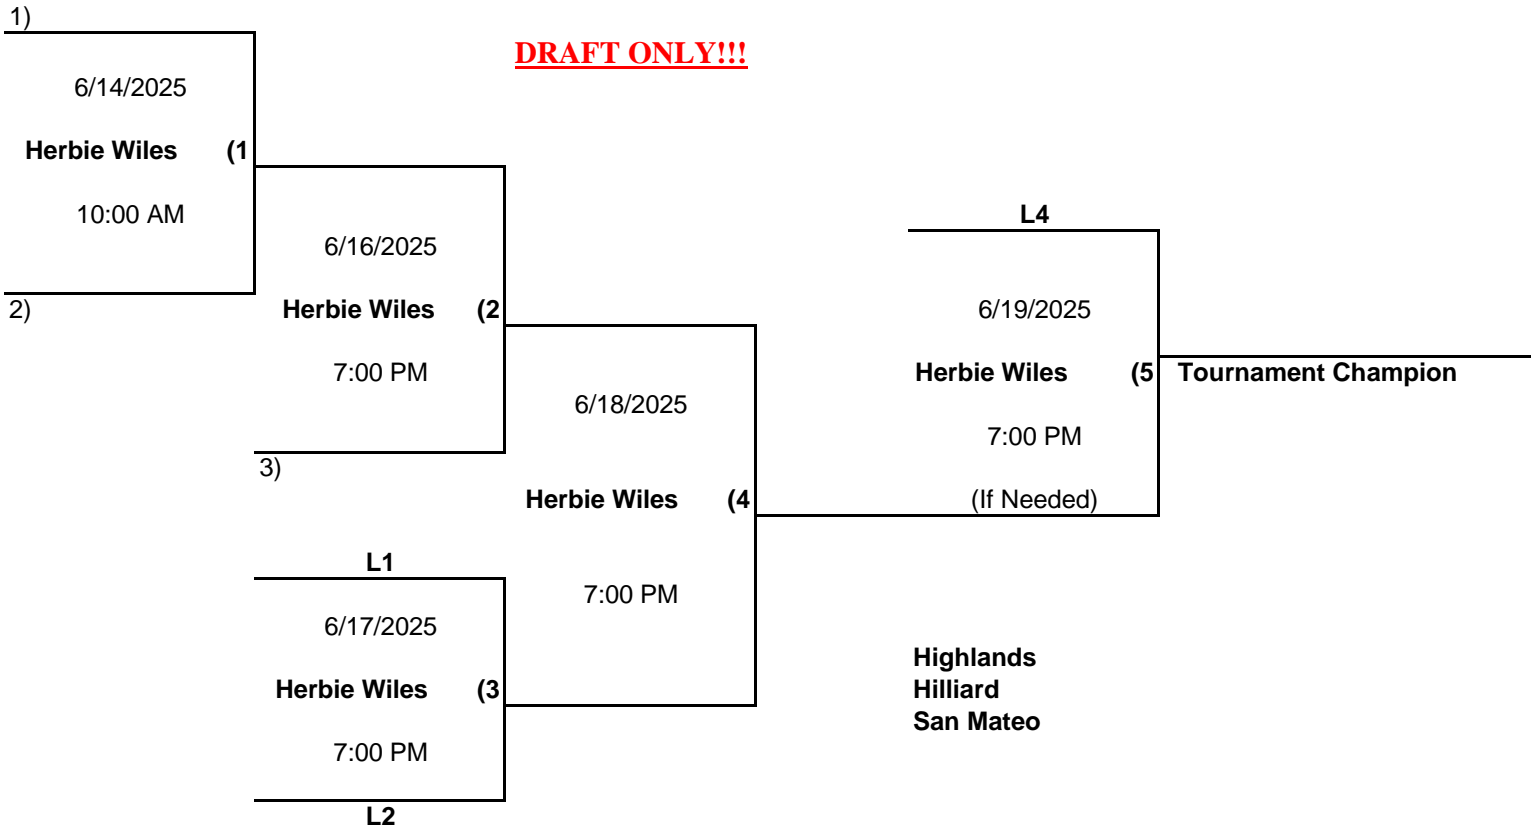 1)
DRAFT ONLY!!!
6/14/2025
Herbie Wiles (1
10:00 AM
2)
6/16/2025
Herbie Wiles (2
7:00 PM
3)
6/18/2025
Herbie Wiles (4
7:00 PM
L1
6/17/2025
Herbie Wiles (3
7:00 PM
L2
L4
6/19/2025
Herbie Wiles (5
7:00 PM
(If Needed)
Tournament Champion
Highlands
Hilliard
San Mateo